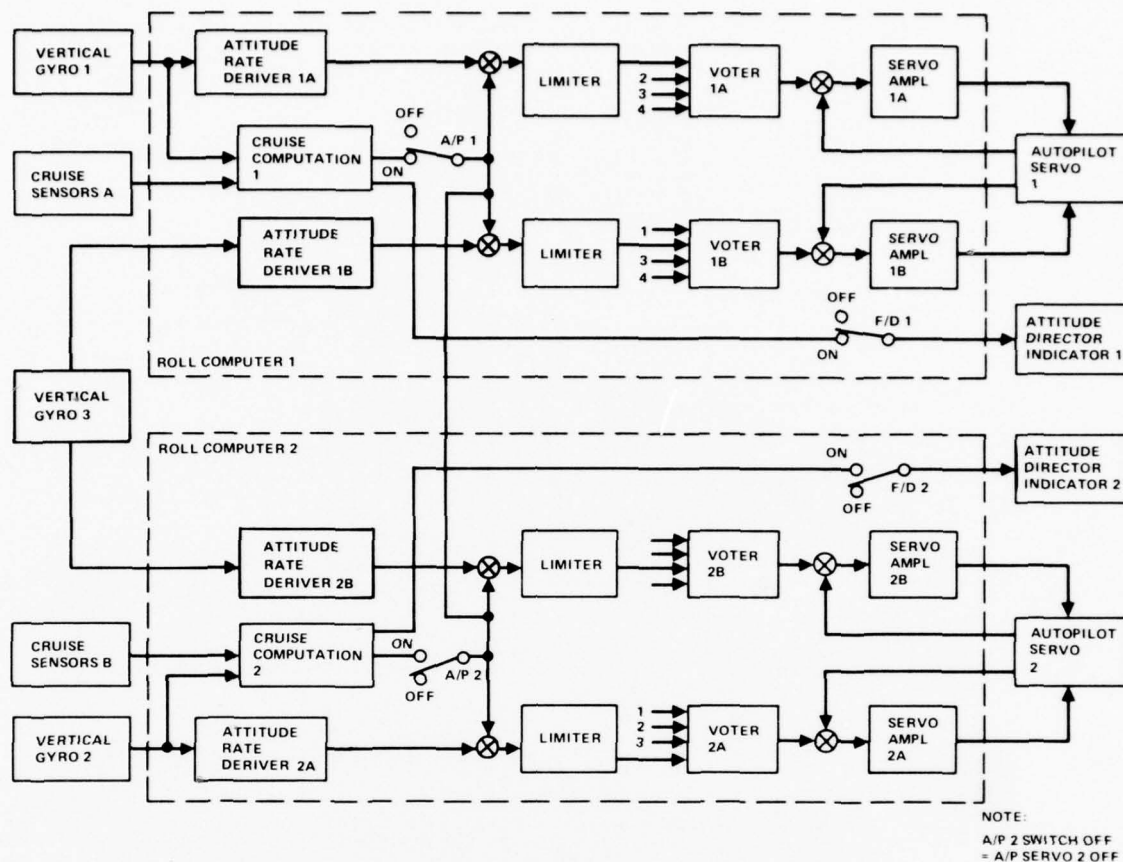 VERTICAL
GYRO 1
ATTITUDE
RATE
DERIVER 1A
LIMITER
2
3
4
VOTER
1A
SERVO
AMPL
1A
CRUISE
SENSORS A
CRUISE
COMPUTATION
1
OFF
A/P 1
ON
AUTOPILOT
SERVO
1
ATTITUDE
RATE
DERIVER 1B
LIMITER
1
3
4
VOTER
1B
SERVO
AMPL
1B
OFF
F/D 1
ON
ATTITUDE
DIRECTOR
INDICATOR 1
ROLL COMPUTER 1
VERTICAL
GYRO 3
ROLL COMPUTER 2
ON
F/D 2
OFF
ATTITUDE
DIRECTOR
INDICATOR 2
ATTITUDE
RATE
DERIVER 2B
LIMITER
VOTER
2B
SERVO
AMPL
2B
CRUISE
SENSORS B
CRUISE
COMPUTATION
2
ON
A/P 2
OFF
AUTOPILOT
SERVO
2
VERTICAL
GYRO 2
ATTITUDE
RATE
DERIVER 2A
LIMITER
1
2
3
VOTER
2A
SERVO
AMPL
2A
NOTE:
A/P 2 SWITCH OFF
= A/P SERVO 2 OFF